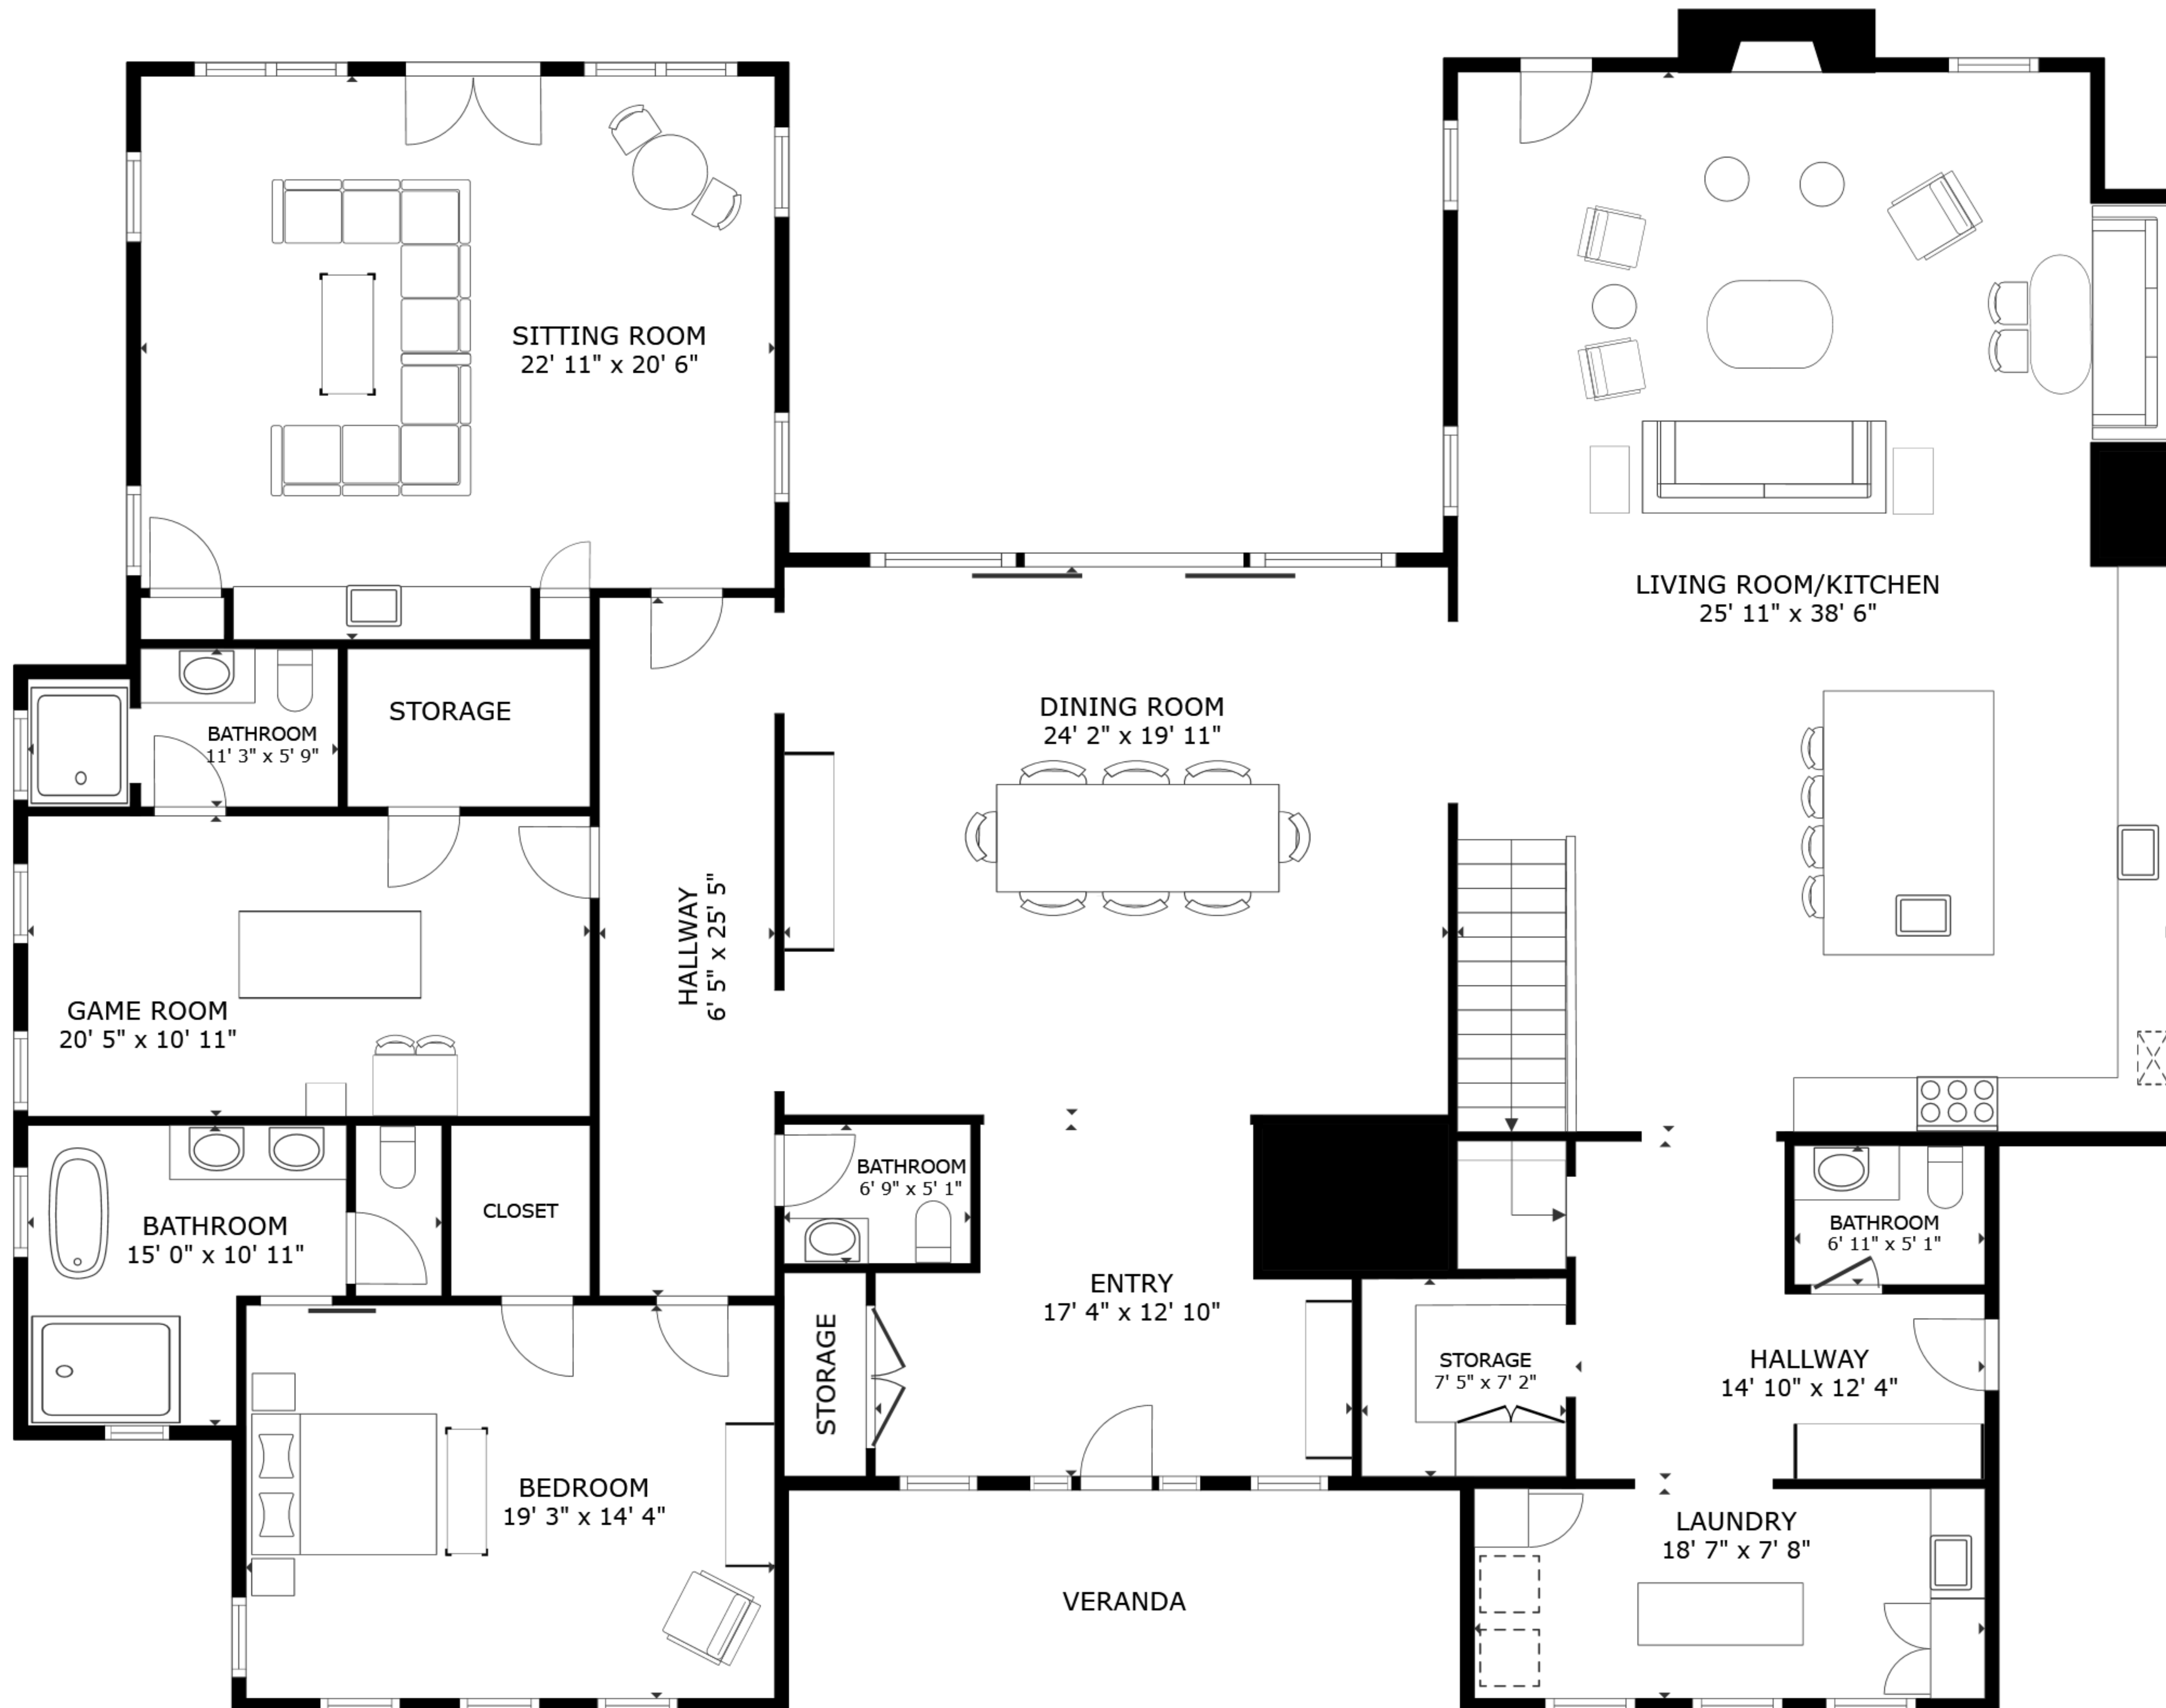 SITTING ROOM
22' 11" x 20' 6"
LIVING ROOM/KITCHEN
25' 11" x 38' 6"
STORAGE
BATHROOM
11' 3" x 5' 9"
DINING ROOM
24' 2" x 19' 11"
HALLWAY
6' 5" x 25' 5"
GAME ROOM
20' 5" x 10' 11"
BATHROOM
15' 0" x 10' 11"
CLOSET
BATHROOM
6' 9" x 5' 1"
BATHROOM
6' 11" x 5' 1"
ENTRY
17' 4" x 12' 10"
STORAGE
STORAGE
7' 5" x 7' 2"
HALLWAY
14' 10" x 12' 4"
BEDROOM
19' 3" x 14' 4"
LAUNDRY
18' 7" x 7' 8"
VERANDA